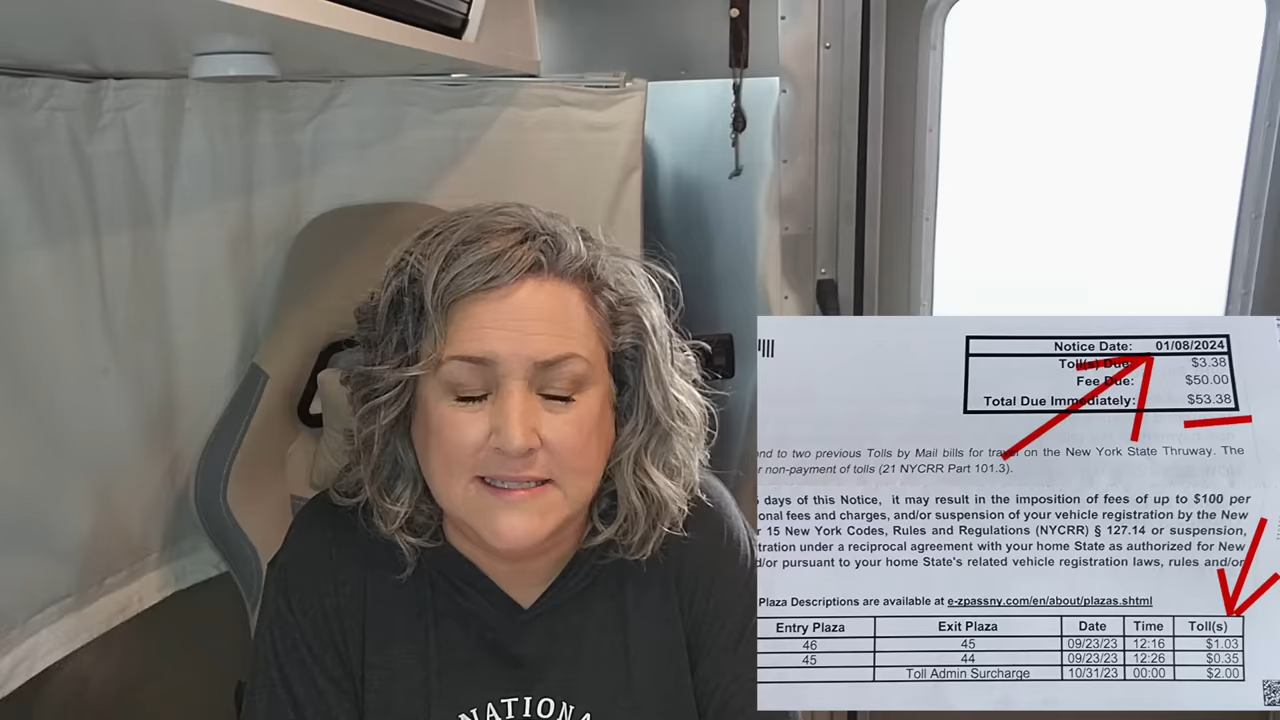 Notice Date: 01/08/2024
Toll(s) Due: $3.38
Fee Due: $50.00
Total Due Immediately: $53.38
nd to two previous Tolls by Mail bills for travel on the New York State Thruway. The
r non-payment of tolls (21 NYCRR Part 101.3).
days of this Notice, it may result in the imposition of fees of up to $100 per
onal fees and charges, and/or suspension of your vehicle registration by the New
15 New York Codes, Rules and Regulations (NYCRR) § 127.14 or suspension,
tration under a reciprocal agreement with your home State as authorized for New
d/or pursuant to your home State's related vehicle registration laws, rules and/or
Plaza Descriptions are available at e-zpassny.com/en/about/plazas.shtml
Entry Plaza Exit Plaza Date Time Toll(s)
46 45 09/23/23 12:16 $1.03
45 44 09/23/23 12:26 $0.35
Toll Admin Surcharge 10/31/23 00:00 $2.00
NATIONA